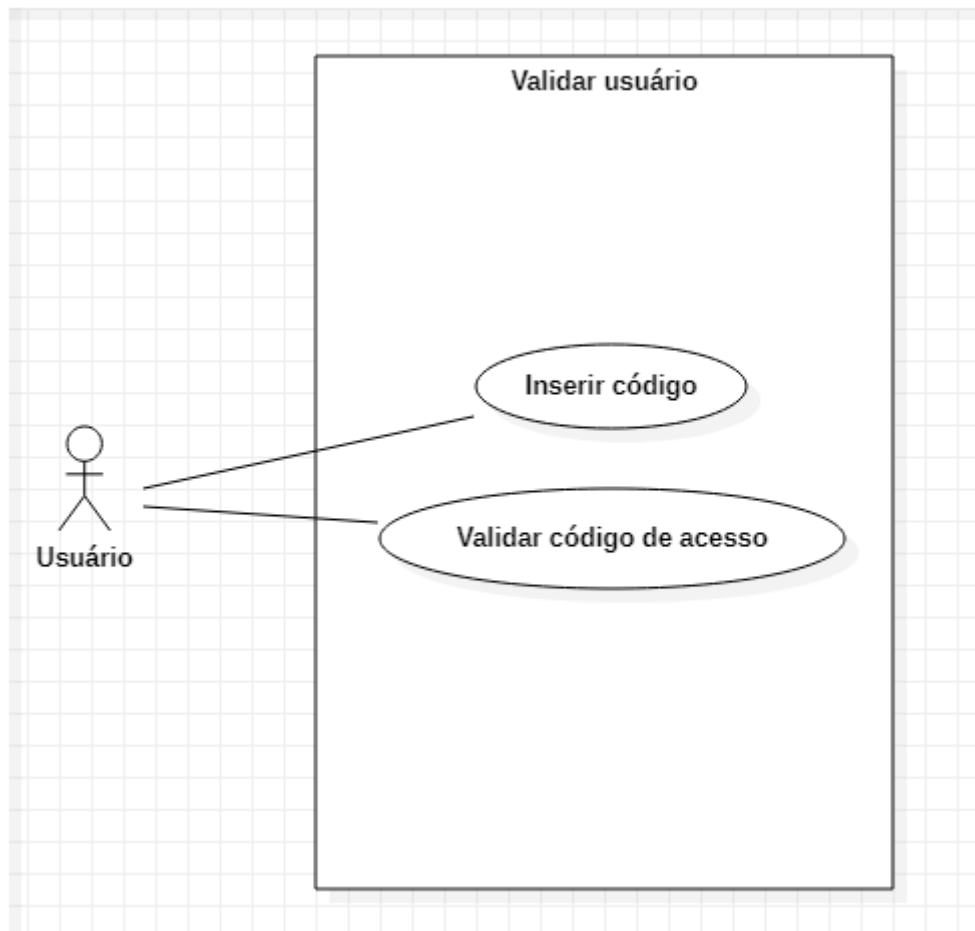 Validar usuário
Inserir código
Validar código de acesso
Usuário